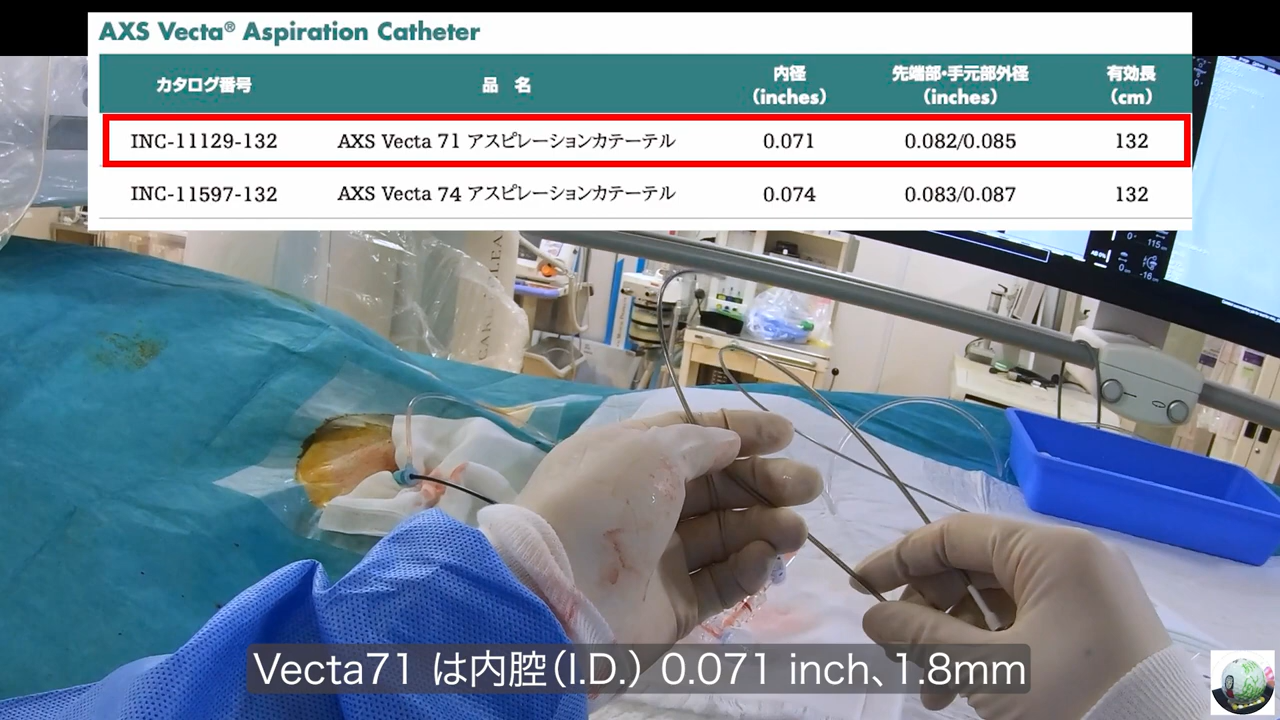 AXS Vecta® Aspiration Catheter
カタログ番号 品 名 内径 (inches) 先端部・手元部外径 (inches) 有効長 (cm)
INC-11129-132 AXS Vecta 71 アスピレーションカテーテル 0.071 0.082/0.085 132
INC-11597-132 AXS Vecta 74 アスピレーションカテーテル 0.074 0.083/0.087 132
Vecta71 は内腔（I.D.） 0.071 inch、1.8mm